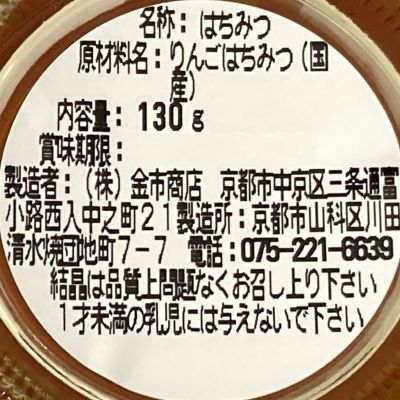 名称：はちみつ
原材料名：りんごはちみつ（国
産）
内容量：130g
賞味期限：
製造者：（株）金市商店　京都市中京区三条通富
小路西入中之町21製造所：京都市山科区川田
清水焼団地町7-7　電話：075-221-6639
結晶は品質上問題なくお召し上り下さい
1才未満の乳児には与えないで下さい